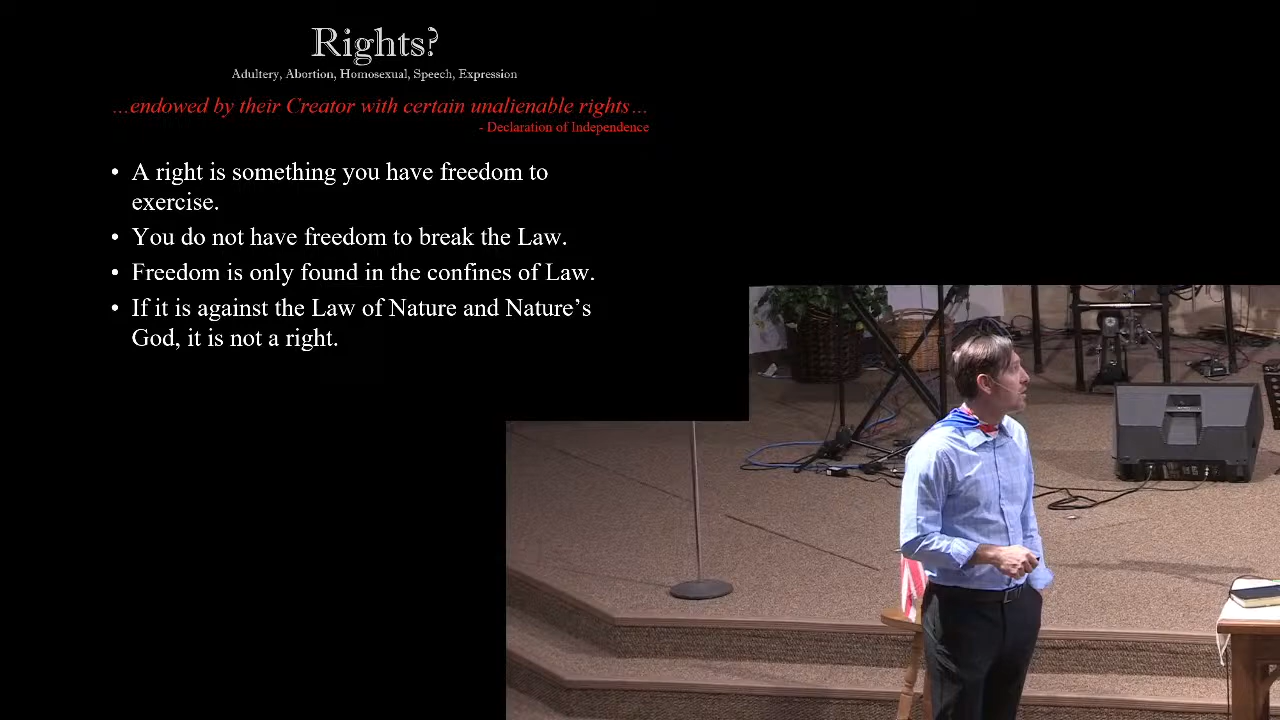 Rights?
Adultery, Abortion, Homosexual, Speech, Expression
...endowed by their Creator with certain unalienable rights...
- Declaration of Independence
• A right is something you have freedom to
exercise.
• You do not have freedom to break the Law.
• Freedom is only found in the confines of Law.
• If it is against the Law of Nature and Nature's
God, it is not a right.